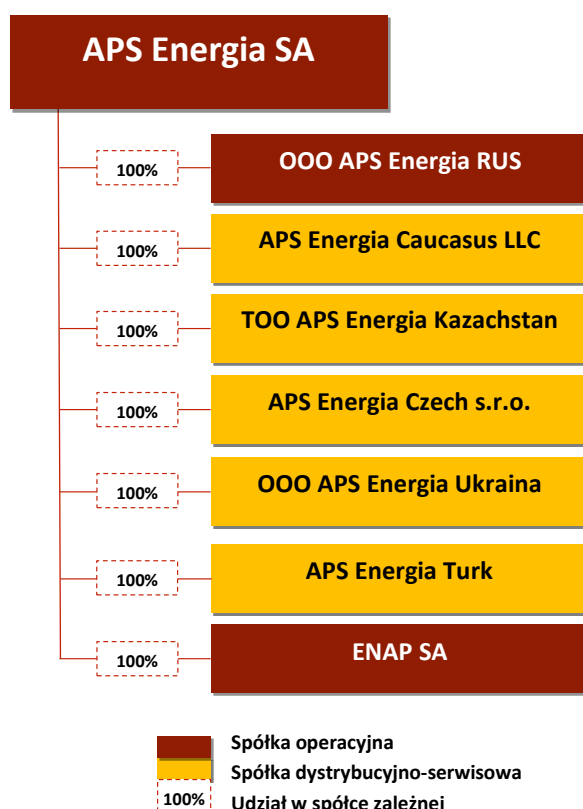 APS Energia SA
100% OOO APS Energia RUS
100% APS Energia Caucasus LLC
100% TOO APS Energia Kazachstan
100% APS Energia Czech s.r.o.
100% OOO APS Energia Ukraina
100% APS Energia Turk
100% ENAP SA
Spółka operacyjna
Spółka dystrybucyjno-serwisowa
100% Udział w spółce zależnej